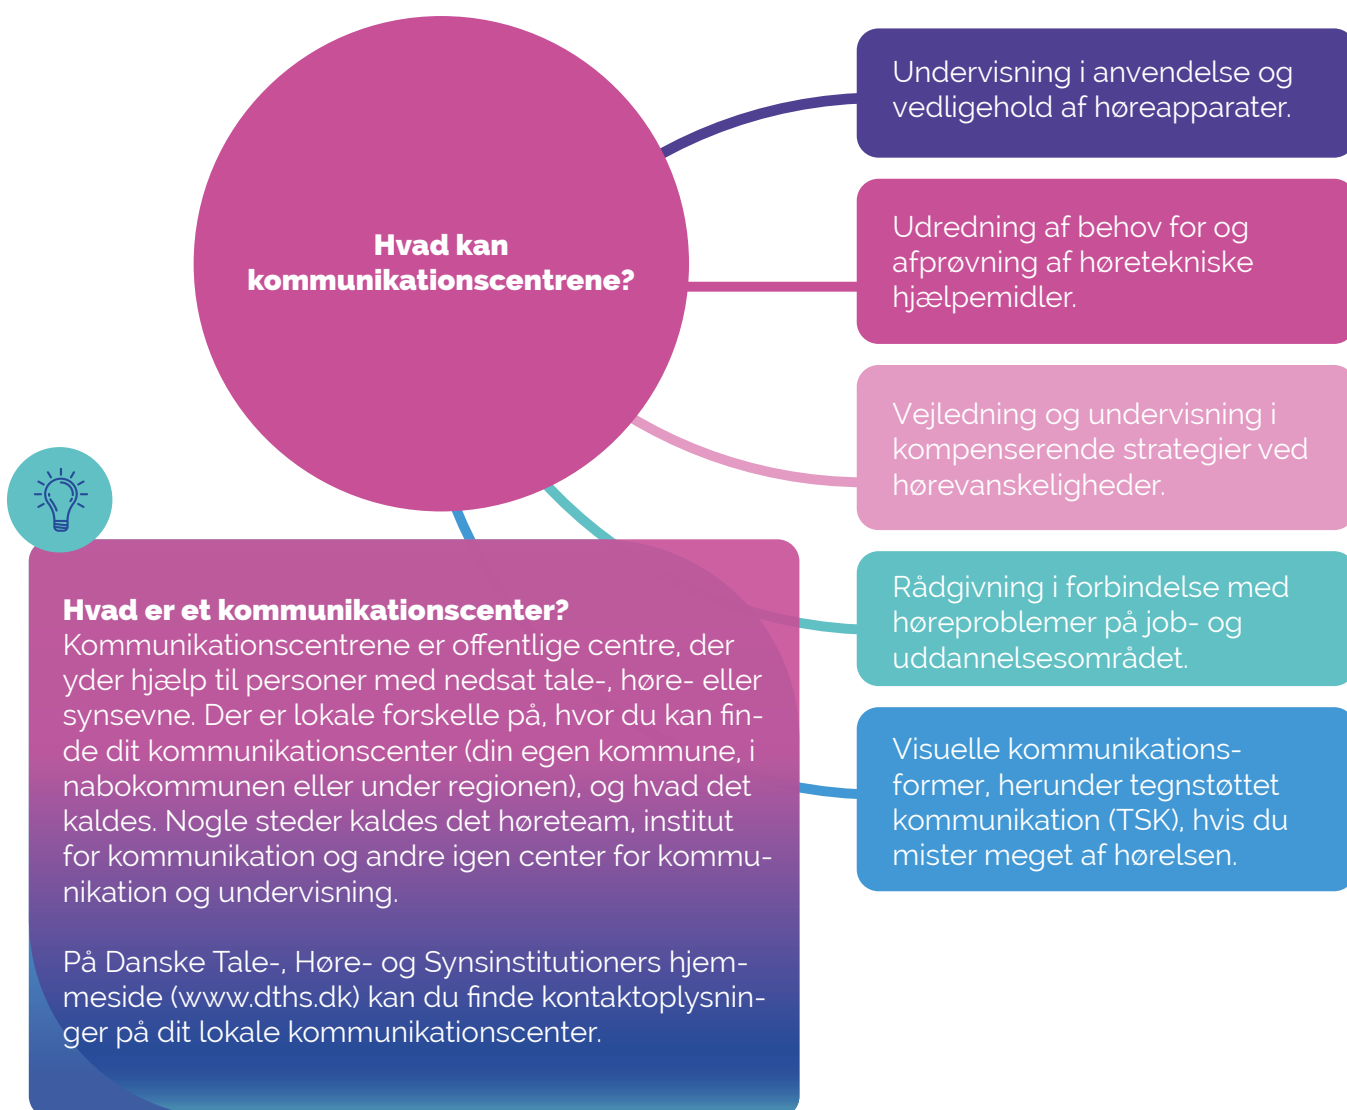 Hvad kan
kommunikationscentrene?
Undervisning i anvendelse og
vedligehold af høreapparater.
Udredning af behov for og
afprøvning af høretekniske
hjælpemidler.
Vejledning og undervisning i
kompenserende strategier ved
hørevanskeligheder.
Rådgivning i forbindelse med
høreproblemer på job- og
uddannelsesområdet.
Visuelle kommunikations-
former, herunder tegnstøttet
kommunikation (TSK), hvis du
mister meget af hørelsen.
Hvad er et kommunikationscenter?
Kommunikationscentrene er offentlige centre, der
yder hjælp til personer med nedsat tale-, høre- eller
synsevne. Der er lokale forskelle på, hvor du kan fin-
de dit kommunikationscenter (din egen kommune, i
nabokommunen eller under regionen), og hvad det
kaldes. Nogle steder kaldes det høreteam, institut
for kommunikation og andre igen center for kommu-
nikation og undervisning.
På Danske Tale-, Høre- og Synsinstitutioners hjem-
meside (www.dths.dk) kan du finde kontaktoplysnin-
ger på dit lokale kommunikationscenter.